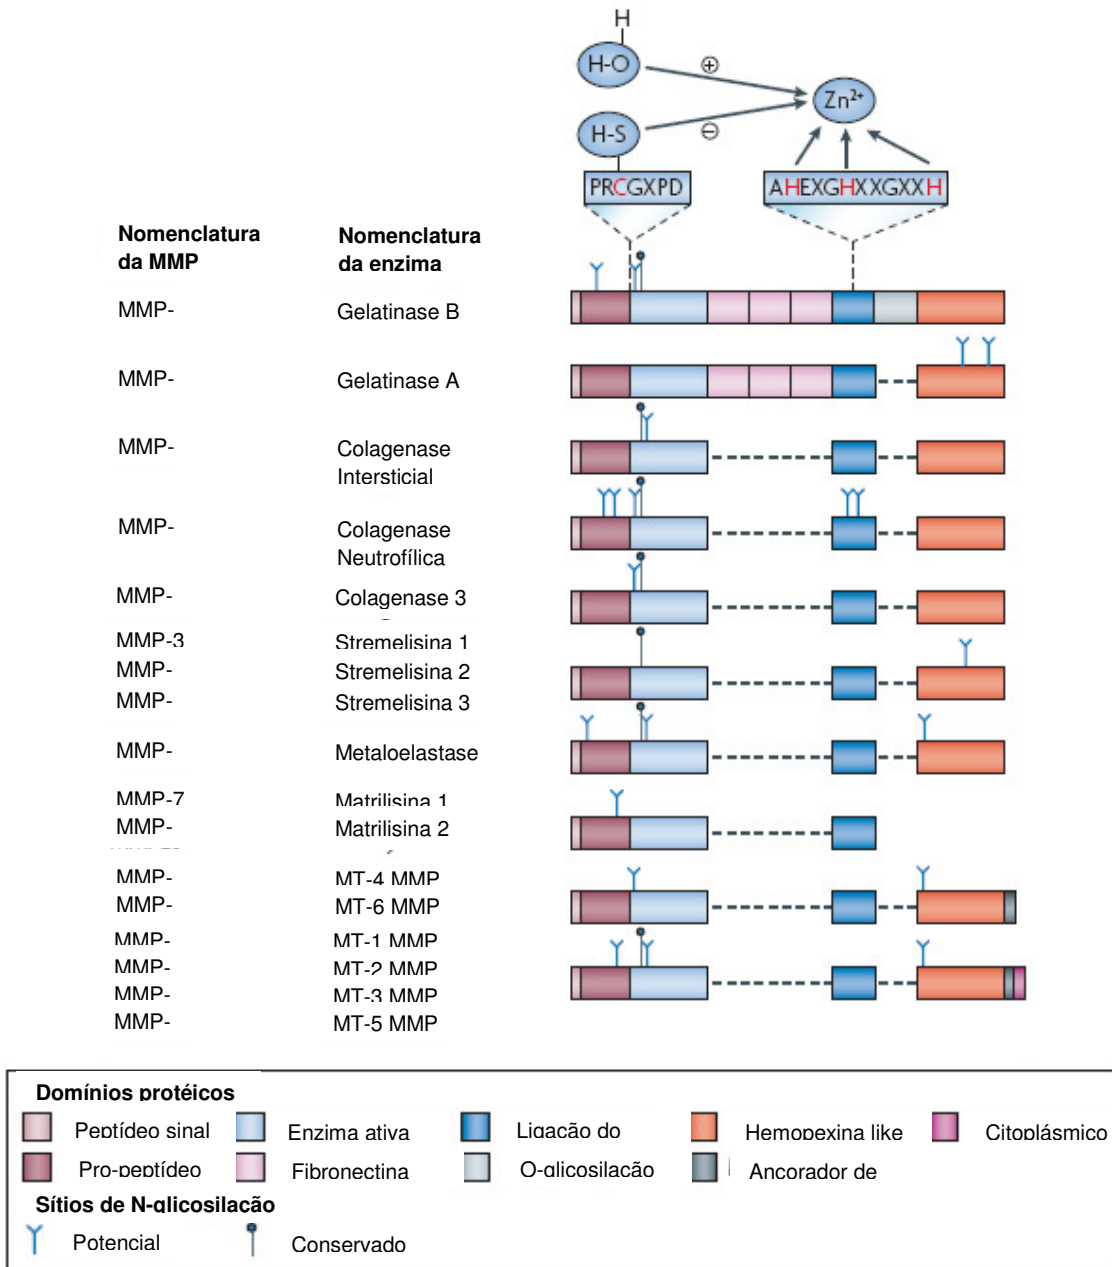 H
H-O
+
Zn²⁺
H-S
−
PRCGXPD
AHEXGHXXGXXH
Nomenclatura da MMP
Nomenclatura da enzima
MMP-
Gelatinase B
MMP-
Gelatinase A
MMP-
Colagenase
Intersticial
MMP-
Colagenase
Neutrofílica
MMP-
Colagenase 3
MMP-3
Stremelisina 1
MMP-
Stremelisina 2
MMP-
Stremelisina 3
MMP-
Metaloelastase
MMP-7
Matrilisina 1
MMP-
Matrilisina 2
MMP-
MT-4 MMP
MMP-
MT-6 MMP
MMP-
MT-1 MMP
MMP-
MT-2 MMP
MMP-
MT-3 MMP
MMP-
MT-5 MMP
Domínios protéicos
Peptídeo sinal
Enzima ativa
Ligação do
Hemopexina like
Citoplásmico
Pro-peptídeo
Fibronectina
O-glicosilação
Ancorador de
Sítios de N-glicosilação
Potencial
Conservado